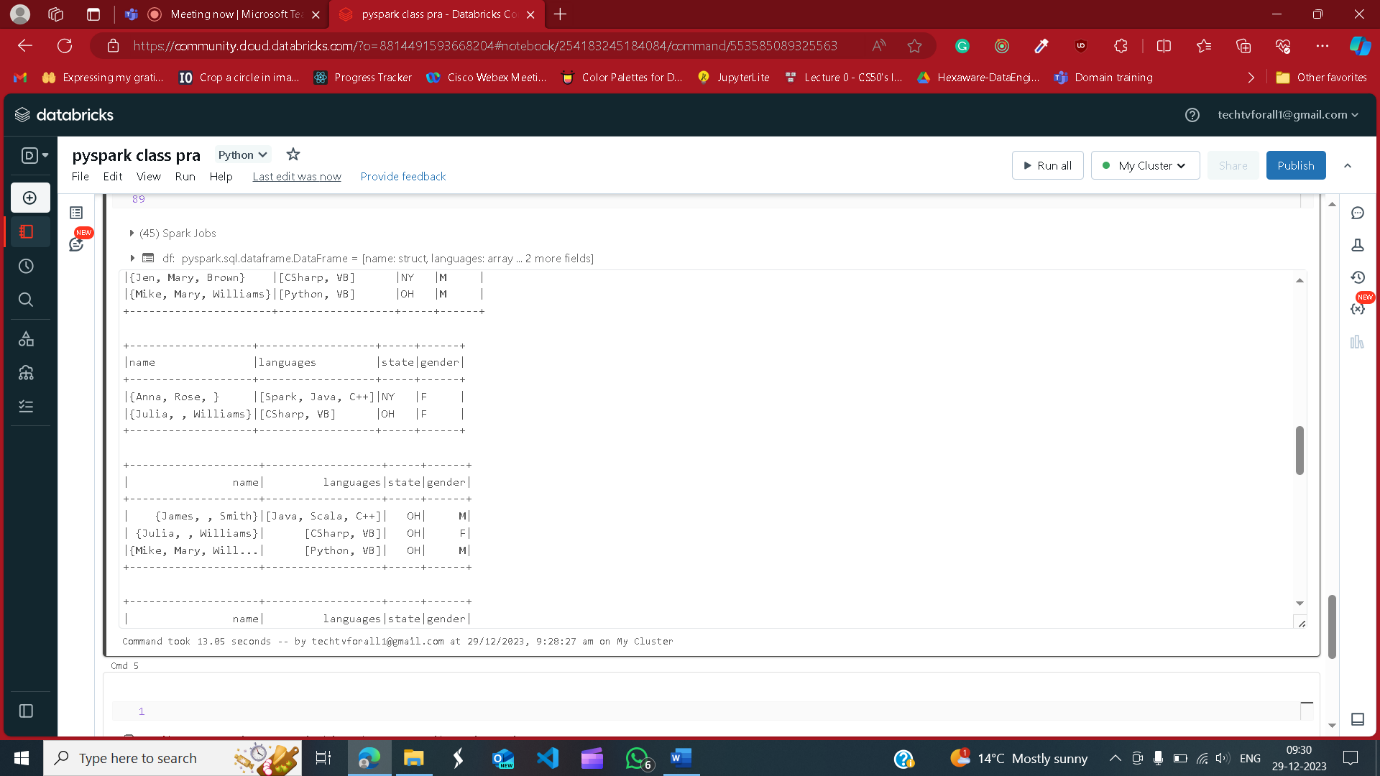 Meeting now | Microsoft Tea
pyspark class pra - Databricks Co
https://community.cloud.databricks.com/?o=8814491593668204#notebook/254183245184084/command/553585089325563
Expressing my grati...
Crop a circle in ima...
Progress Tracker
Cisco Webex Meeti...
Color Palettes for D...
JupyterLite
Lecture 0 - CS50's I...
Hexaware-DataEngi...
Domain training
Other favorites
databricks
techtvforall1@gmail.com
D
pyspark class pra
Python
File Edit View Run Help Last edit was now Provide feedback
Run all
My Cluster
Share
Publish
NEW
NEW
89
(45) Spark Jobs
df: pyspark.sql.dataframe.DataFrame = [name: struct, languages: array ... 2 more fields]
|{Jen, Mary, Brown}    |[CSharp, VB]      |NY   |M     |
|{Mike, Mary, Williams}|[Python, VB]      |OH   |M     |
+----------------------+------------------+-----+------+
+-------------------+------------------+-----+------+
|name               |languages         |state|gender|
+-------------------+------------------+-----+------+
|{Anna, Rose, }     |[Spark, Java, C++]|NY   |F     |
|{Julia, , Williams}|[CSharp, VB]      |OH   |F     |
+-------------------+------------------+-----+------+
+--------------------+------------------+-----+------+
|                name|         languages|state|gender|
+--------------------+------------------+-----+------+
|    {James, , Smith}|[Java, Scala, C++]|   OH|     M|
| {Julia, , Williams}|      [CSharp, VB]|   OH|     F|
|{Mike, Mary, Will...|      [Python, VB]|   OH|     M|
+--------------------+------------------+-----+------+
+--------------------+------------------+-----+------+
|                name|         languages|state|gender|
Command took 13.05 seconds -- by techtvforall1@gmail.com at 29/12/2023, 9:28:27 am on My Cluster
Cmd 5
1
Type here to search
6
1
14°C Mostly sunny
ENG
09:30
29-12-2023